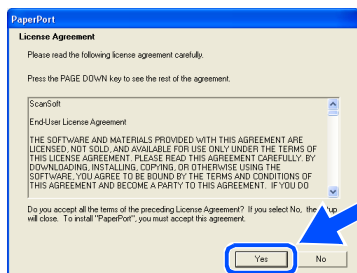 PaperPort
License Agreement
Please read the following license agreement carefully.
Press the PAGE DOWN key to see the rest of the agreement.
ScanSoft
End-User License Agreement
THE SOFTWARE AND MATERIALS PROVIDED WITH THIS AGREEMENT ARE
LICENSED, NOT SOLD, AND AVAILABLE FOR USE ONLY UNDER THE TERMS OF
THIS LICENSE AGREEMENT. PLEASE READ THIS AGREEMENT CAREFULLY. BY
DOWNLOADING, INSTALLING, COPYING, OR OTHERWISE USING THE
SOFTWARE, YOU AGREE TO BE BOUND BY THE TERMS AND CONDITIONS OF
THIS AGREEMENT AND BECOME A PARTY TO THIS AGREEMENT. IF YOU DO
Do you accept all the terms of the preceding License Agreement? If you select No, the
will close. To install "PaperPort", you must accept this agreement.
Yes
No